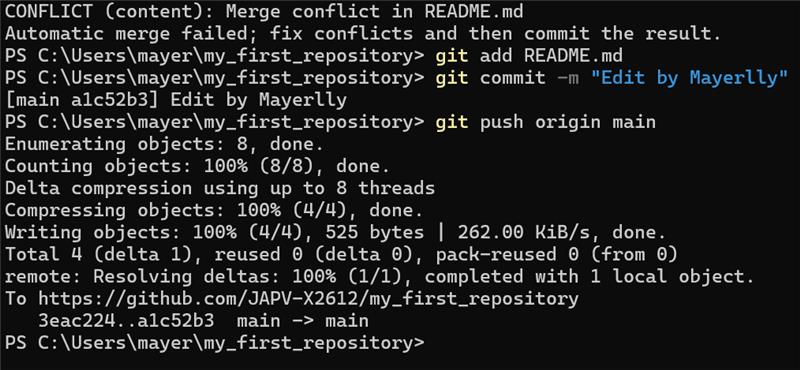 CONFLICT (content): Merge conflict in README.md
Automatic merge failed; fix conflicts and then commit the result.
PS C:\Users\mayer\my_first_repository> git add README.md
PS C:\Users\mayer\my_first_repository> git commit -m "Edit by Mayerlly"
[main a1c52b3] Edit by Mayerlly
PS C:\Users\mayer\my_first_repository> git push origin main
Enumerating objects: 8, done.
Counting objects: 100% (8/8), done.
Delta compression using up to 8 threads
Compressing objects: 100% (4/4), done.
Writing objects: 100% (4/4), 525 bytes | 262.00 KiB/s, done.
Total 4 (delta 1), reused 0 (delta 0), pack-reused 0 (from 0)
remote: Resolving deltas: 100% (1/1), completed with 1 local object.
To https://github.com/JAPV-X2612/my_first_repository
   3eac224..a1c52b3  main -> main
PS C:\Users\mayer\my_first_repository>